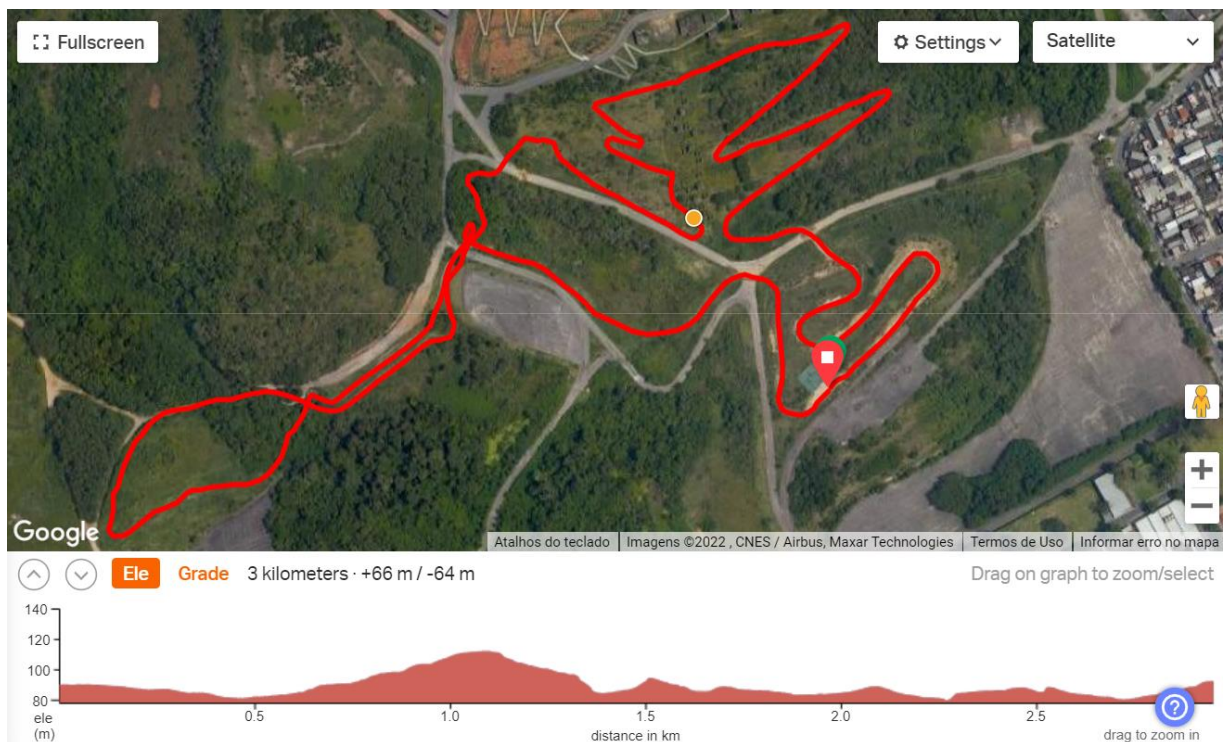 Fullscreen
Settings
Satellite
Google
Atalhos do teclado
Imagens ©2022 , CNES / Airbus, Maxar Technologies
Termos de Uso
Informar erro no mapa
Ele Grade 3 kilometers · +66 m / -64 m
Drag on graph to zoom/select
140
120
100
80
ele
(m)
0.5 1.0 1.5 2.0 2.5
distance in km
?
drag to zoom in